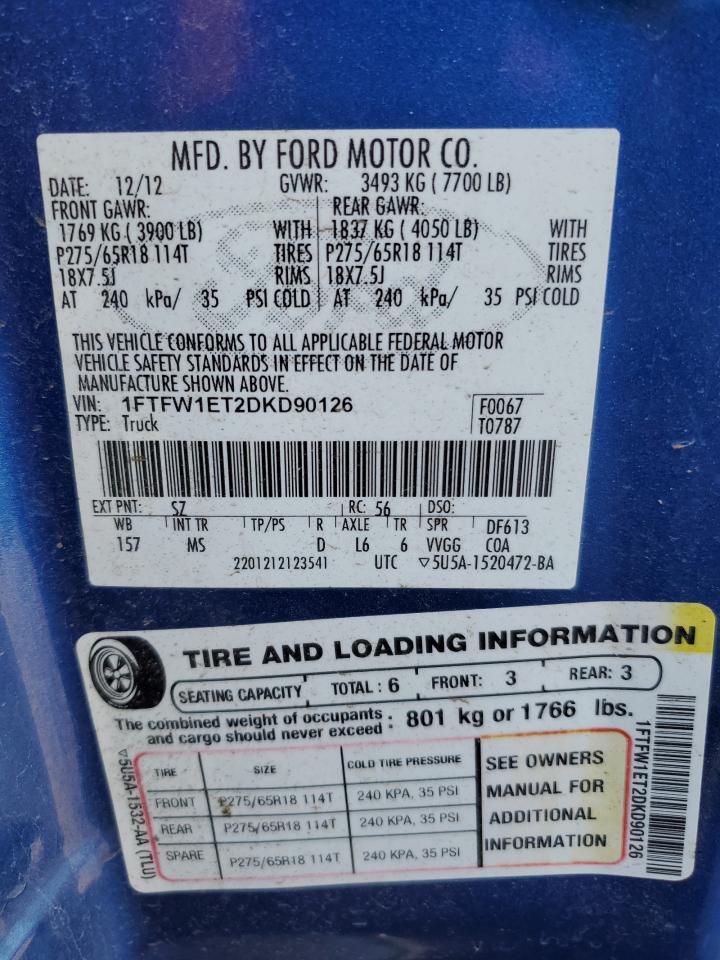 MFD. BY FORD MOTOR CO.
DATE: 12/12 GVWR: 3493 KG ( 7700 LB)
FRONT GAWR: REAR GAWR:
1769 KG ( 3900 LB) WITH 1837 KG ( 4050 LB) WITH
P275/65R18 114T TIRES P275/65R18 114T TIRES
18X7.5J RIMS 18X7.5J RIMS
AT 240 kPa/ 35 PSI COLD AT 240 kPa/ 35 PSI COLD
THIS VEHICLE CONFORMS TO ALL APPLICABLE FEDERAL MOTOR
VEHICLE SAFETY STANDARDS IN EFFECT ON THE DATE OF
MANUFACTURE SHOWN ABOVE.
VIN: 1FTFW1ET2DKD90126 F0067
TYPE: Truck T0787
EXT PNT: SZ RC: 56 DSO:
WB INT TR TP/PS R AXLE TR SPR DF613
157 MS D L6 6 VVGG COA
2201212123541 UTC ▽5U5A-1520472-BA
TIRE AND LOADING INFORMATION
SEATING CAPACITY TOTAL: 6 FRONT: 3 REAR: 3
The combined weight of occupants
and cargo should never exceed : 801 kg or 1766 lbs.
TIRE SIZE COLD TIRE PRESSURE
FRONT P275/65R18 114T 240 KPA, 35 PSI
REAR P275/65R18 114T 240 KPA, 35 PSI
SPARE P275/65R18 114T 240 KPA, 35 PSI
SEE OWNERS
MANUAL FOR
ADDITIONAL
INFORMATION
▽5U5A-1532-AA (TLU)
1FTFW1ET2DKD90126